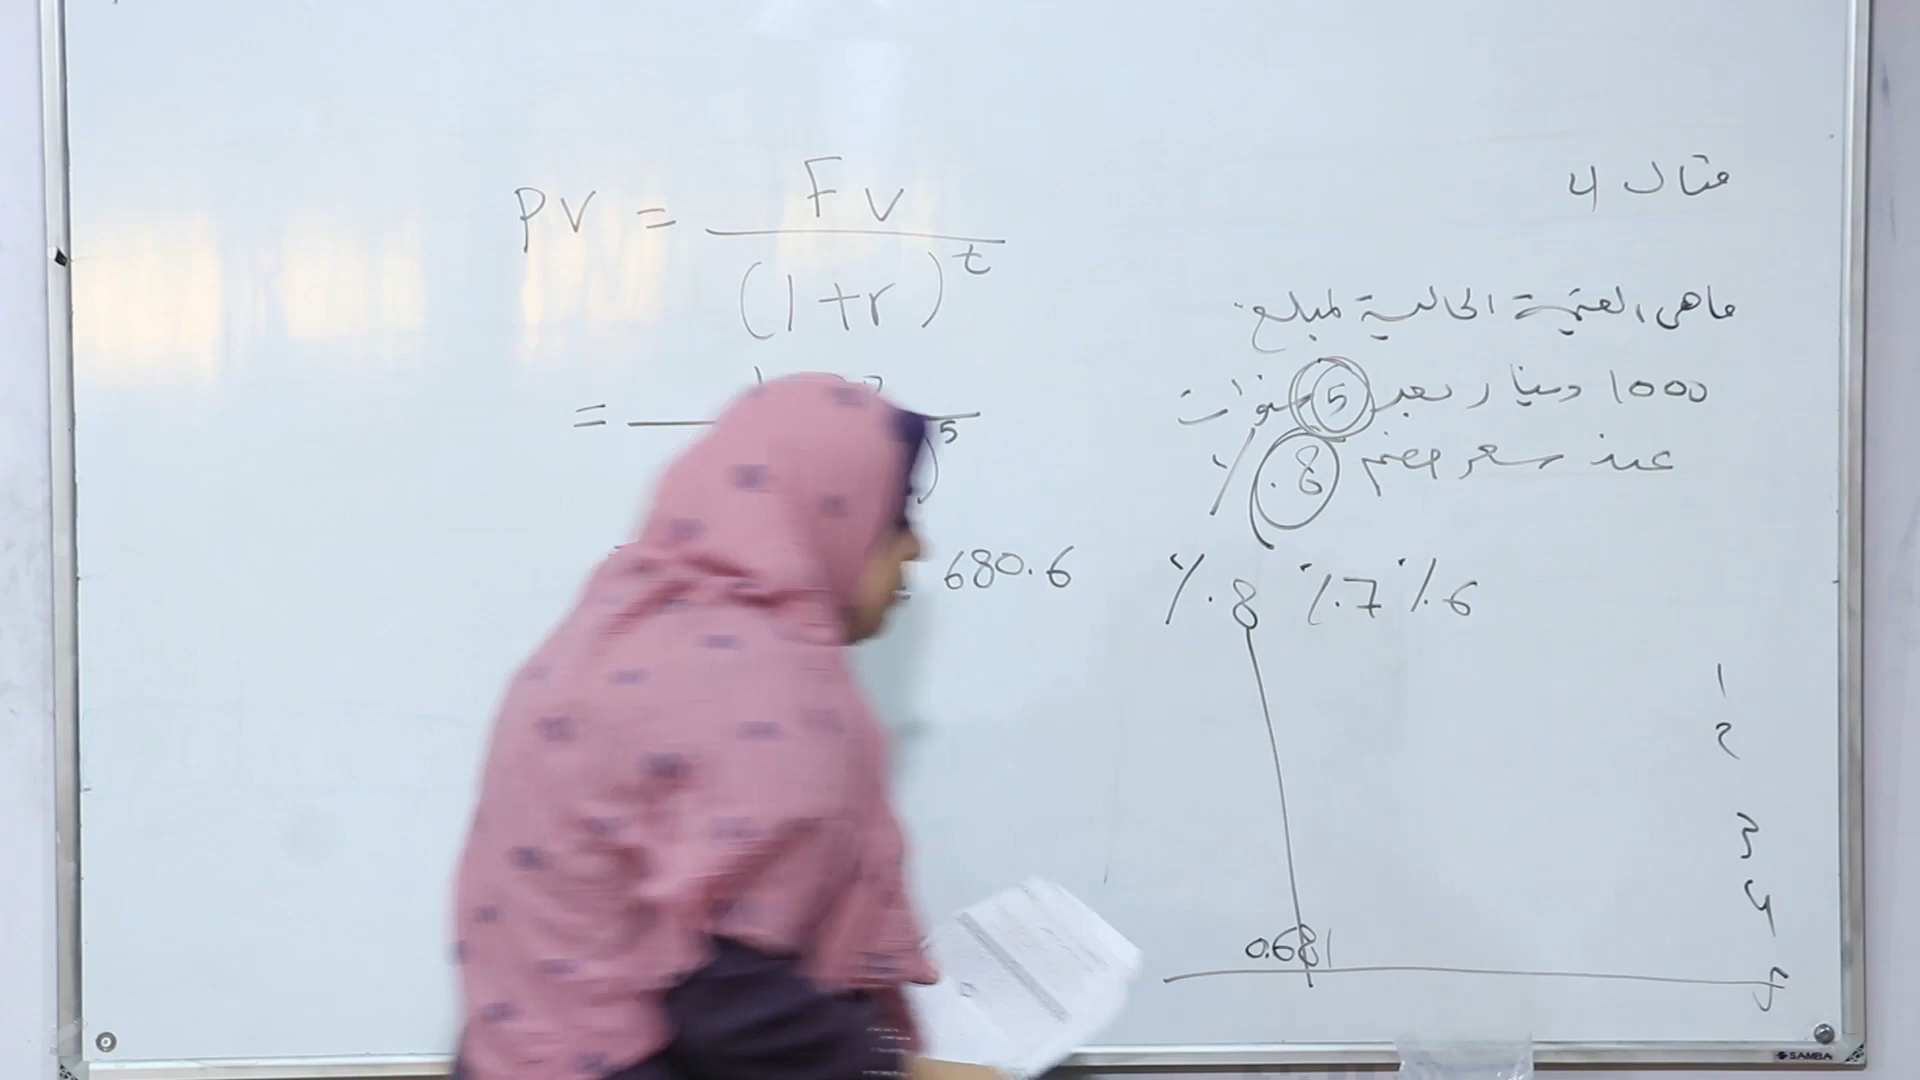 مثال 4
ماهي القيمة الحالية لمبلغ
1000 دينار بعد 5 سنوات
عند سعر خصم 8.%
PV = FV
(1+r)^t
=
)^5
680.6
%.8 %.7 %.6
1
2
3
4
0.681
SAMBA